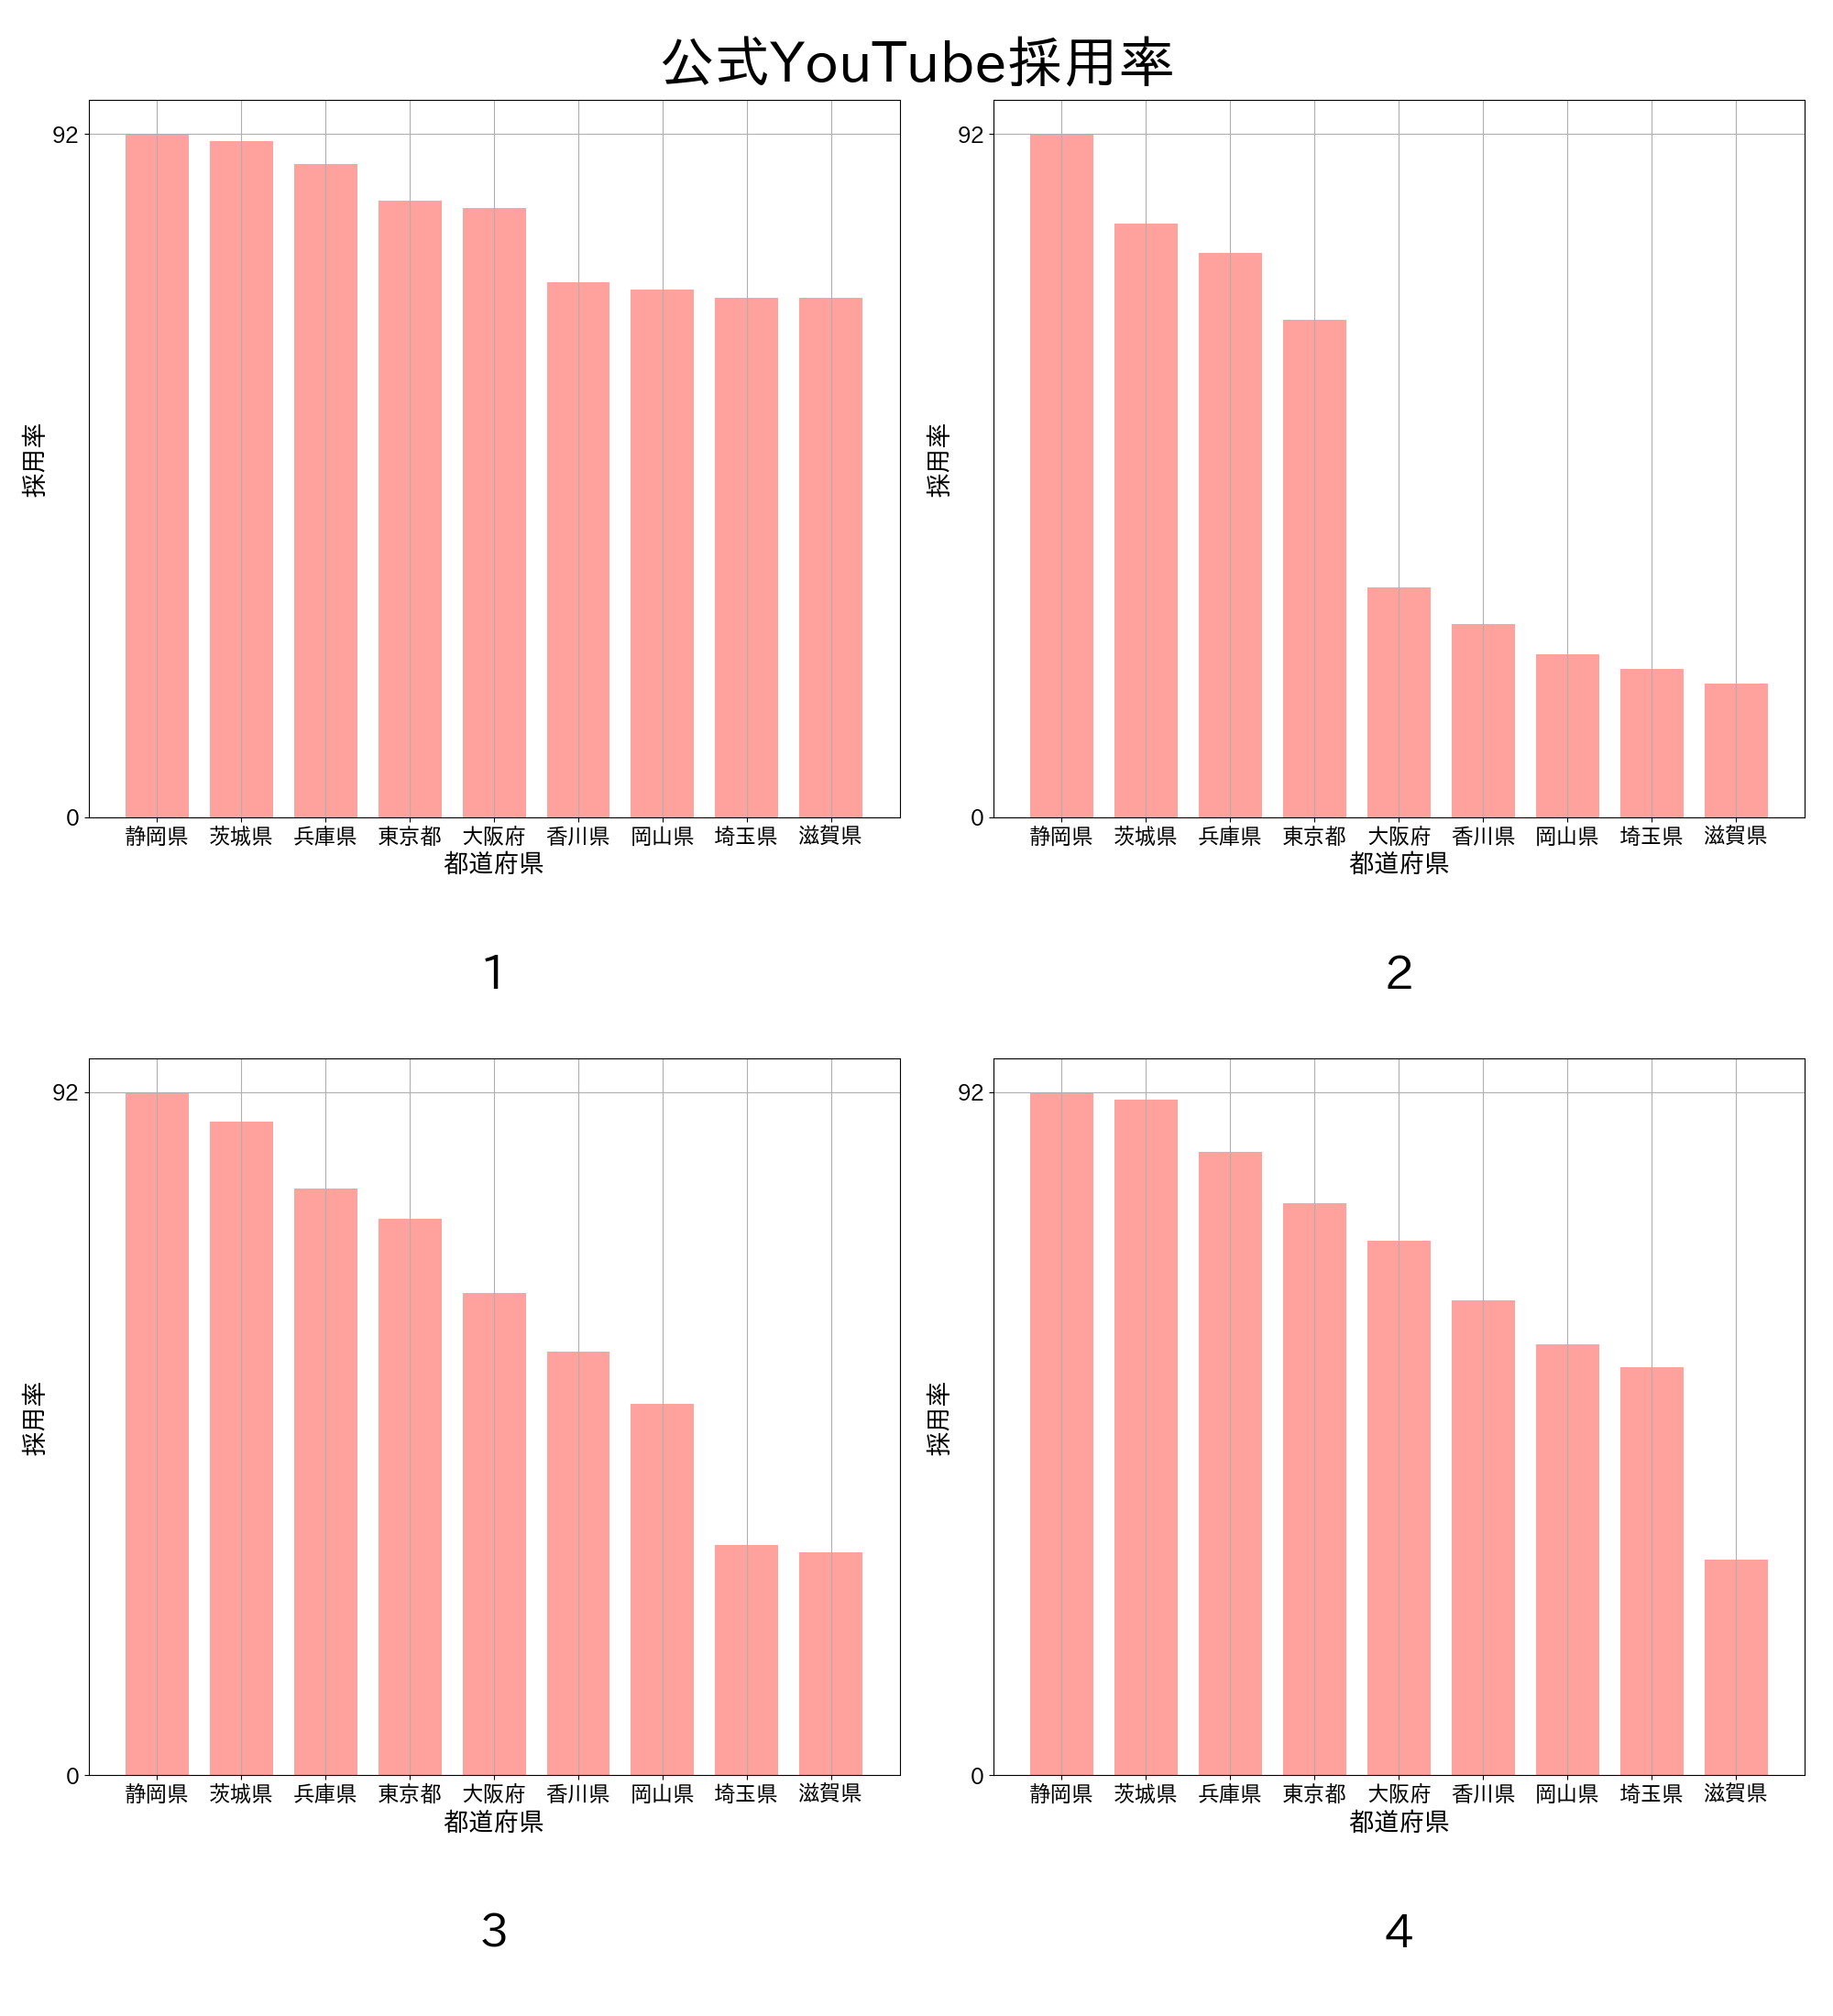 公式YouTube採用率
92
0
採用率
静岡県 茨城県 兵庫県 東京都 大阪府 香川県 岡山県 埼玉県 滋賀県
都道府県
1
92
0
採用率
静岡県 茨城県 兵庫県 東京都 大阪府 香川県 岡山県 埼玉県 滋賀県
都道府県
2
92
0
採用率
静岡県 茨城県 兵庫県 東京都 大阪府 香川県 岡山県 埼玉県 滋賀県
都道府県
3
92
0
採用率
静岡県 茨城県 兵庫県 東京都 大阪府 香川県 岡山県 埼玉県 滋賀県
都道府県
4